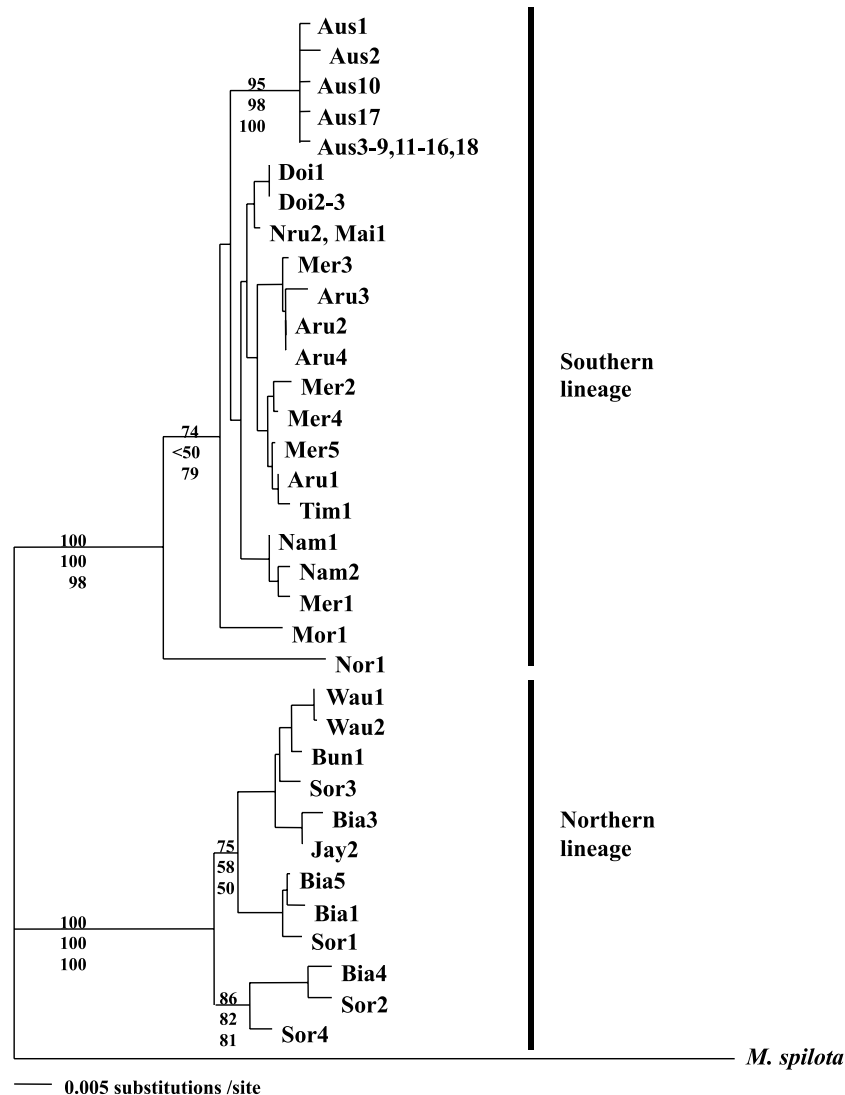 Aus1
Aus2
95
Aus10
98
Aus17
100
Aus3-9,11-16,18
Doi1
Doi2-3
Nru2, Mai1
Mer3
Aru3
Aru2
Aru4
Southern
lineage
Mer2
Mer4
74
<50
Mer5
79
Aru1
Tim1
100
100
98
Nam1
Nam2
Mer1
Mor1
Nor1
Wau1
Wau2
Bun1
Sor3
Bia3
Northern
lineage
75
58
50
Jay2
Bia5
Bia1
100
100
100
Sor1
Bia4
86
82
81
Sor2
Sor4
M. spilota
0.005 substitutions /site